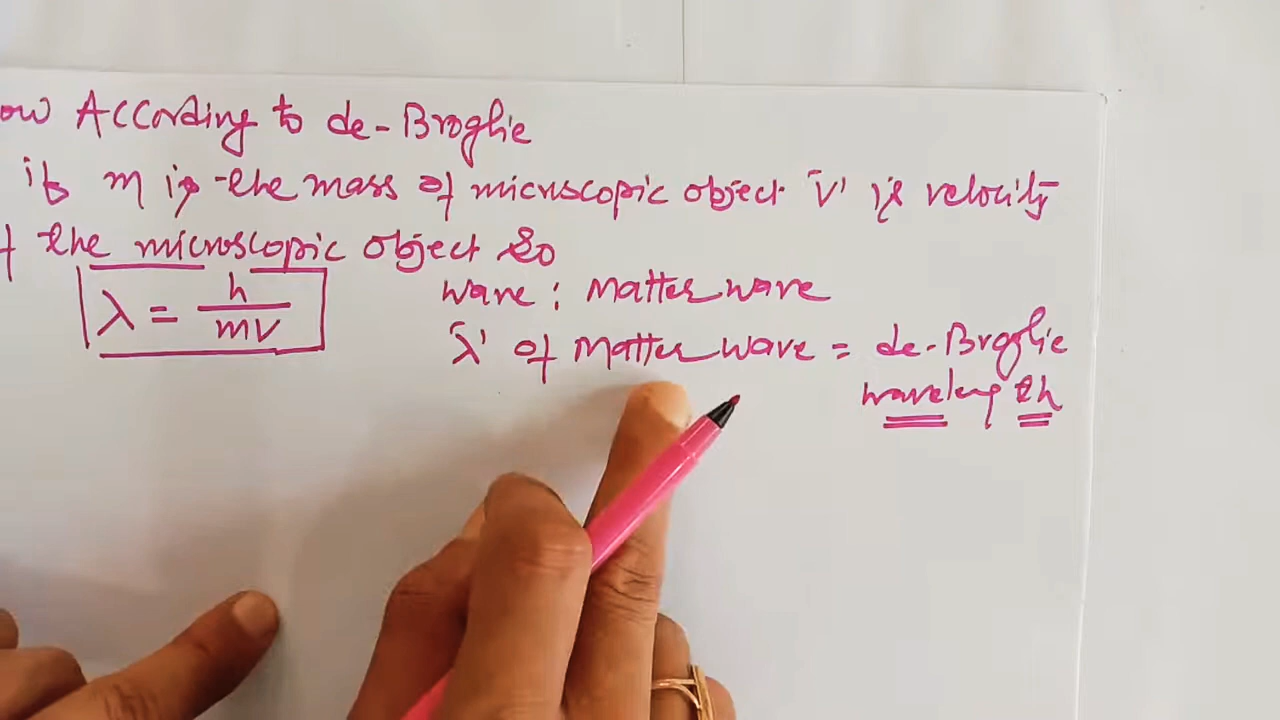 ow According to de-Broglie
if m is the mass of microscopic object 'v' is velocity
f the microscopic object so
λ = h/mv
wave : Matter wave
'λ' of Matter wave = de-Broglie
wavelength